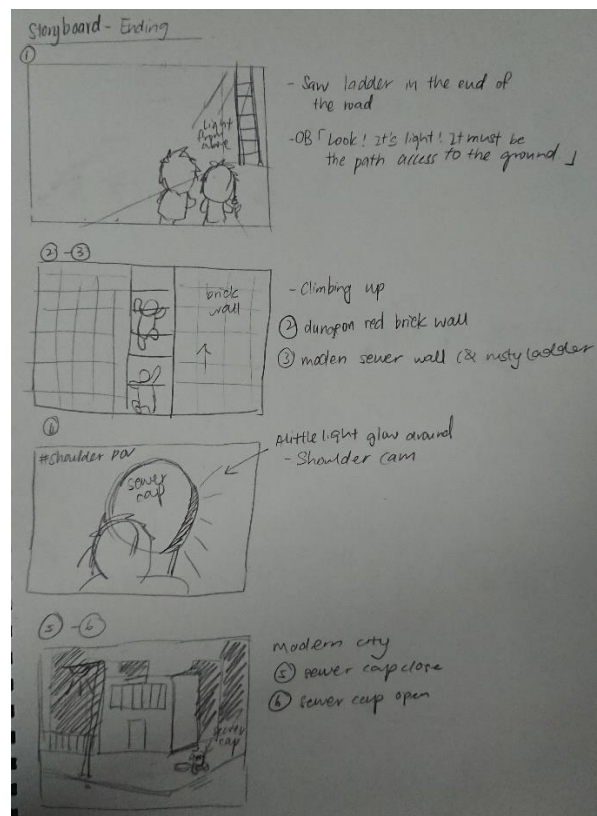 Storyboard - Ending
①
light
from
above
- Saw ladder in the end of
the road
-OB「Look! It's light! It must be
the path access to the ground」
②-③
brick
wall
- Climbing up
② dungeon red brick wall
③ moden sewer wall (& rusty ladder
④
#shoulder pov
sewer
cap
A little light glow around
- Shoulder cam
⑤-⑥
sewer
cap
Modern city
⑤ sewer cap close
⑥ sewer cap open